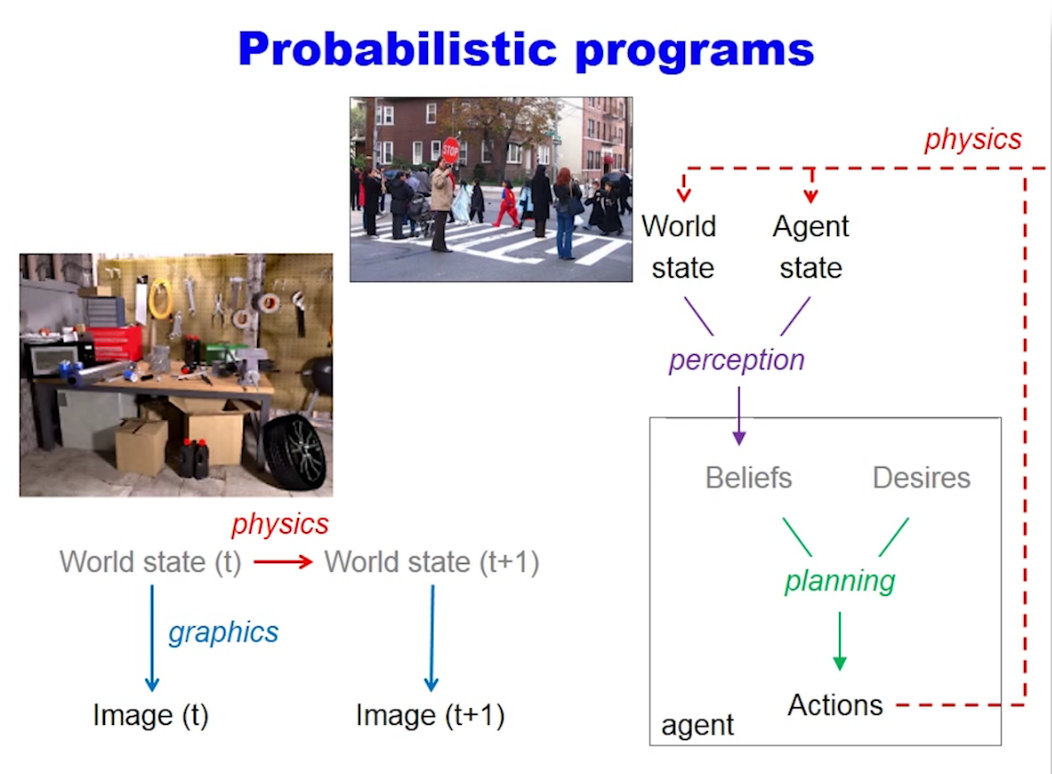 Probabilistic programs
STOP
physics
World state
Agent state
perception
Beliefs
Desires
planning
Actions
agent
physics
World state (t)
World state (t+1)
graphics
Image (t)
Image (t+1)